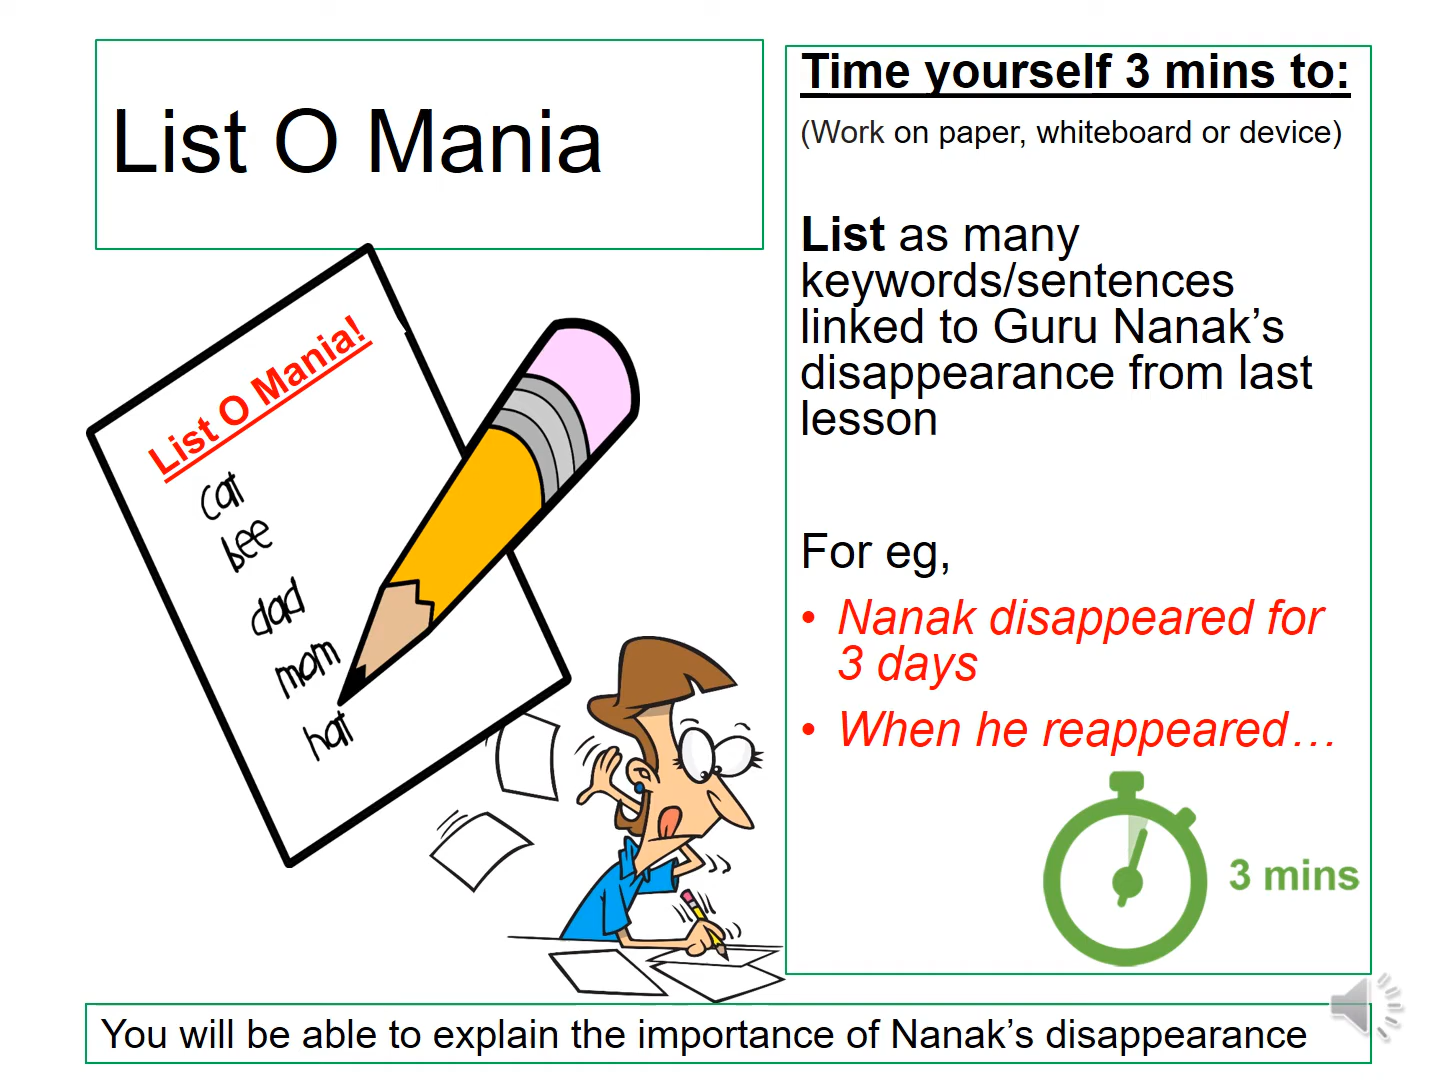 List O Mania
List O Mania!
cat
bee
dad
mom
hat
Time yourself 3 mins to:
(Work on paper, whiteboard or device)
List as many
keywords/sentences
linked to Guru Nanak’s
disappearance from last
lesson
For eg,
• Nanak disappeared for
3 days
• When he reappeared…
3 mins
You will be able to explain the importance of Nanak’s disappearance